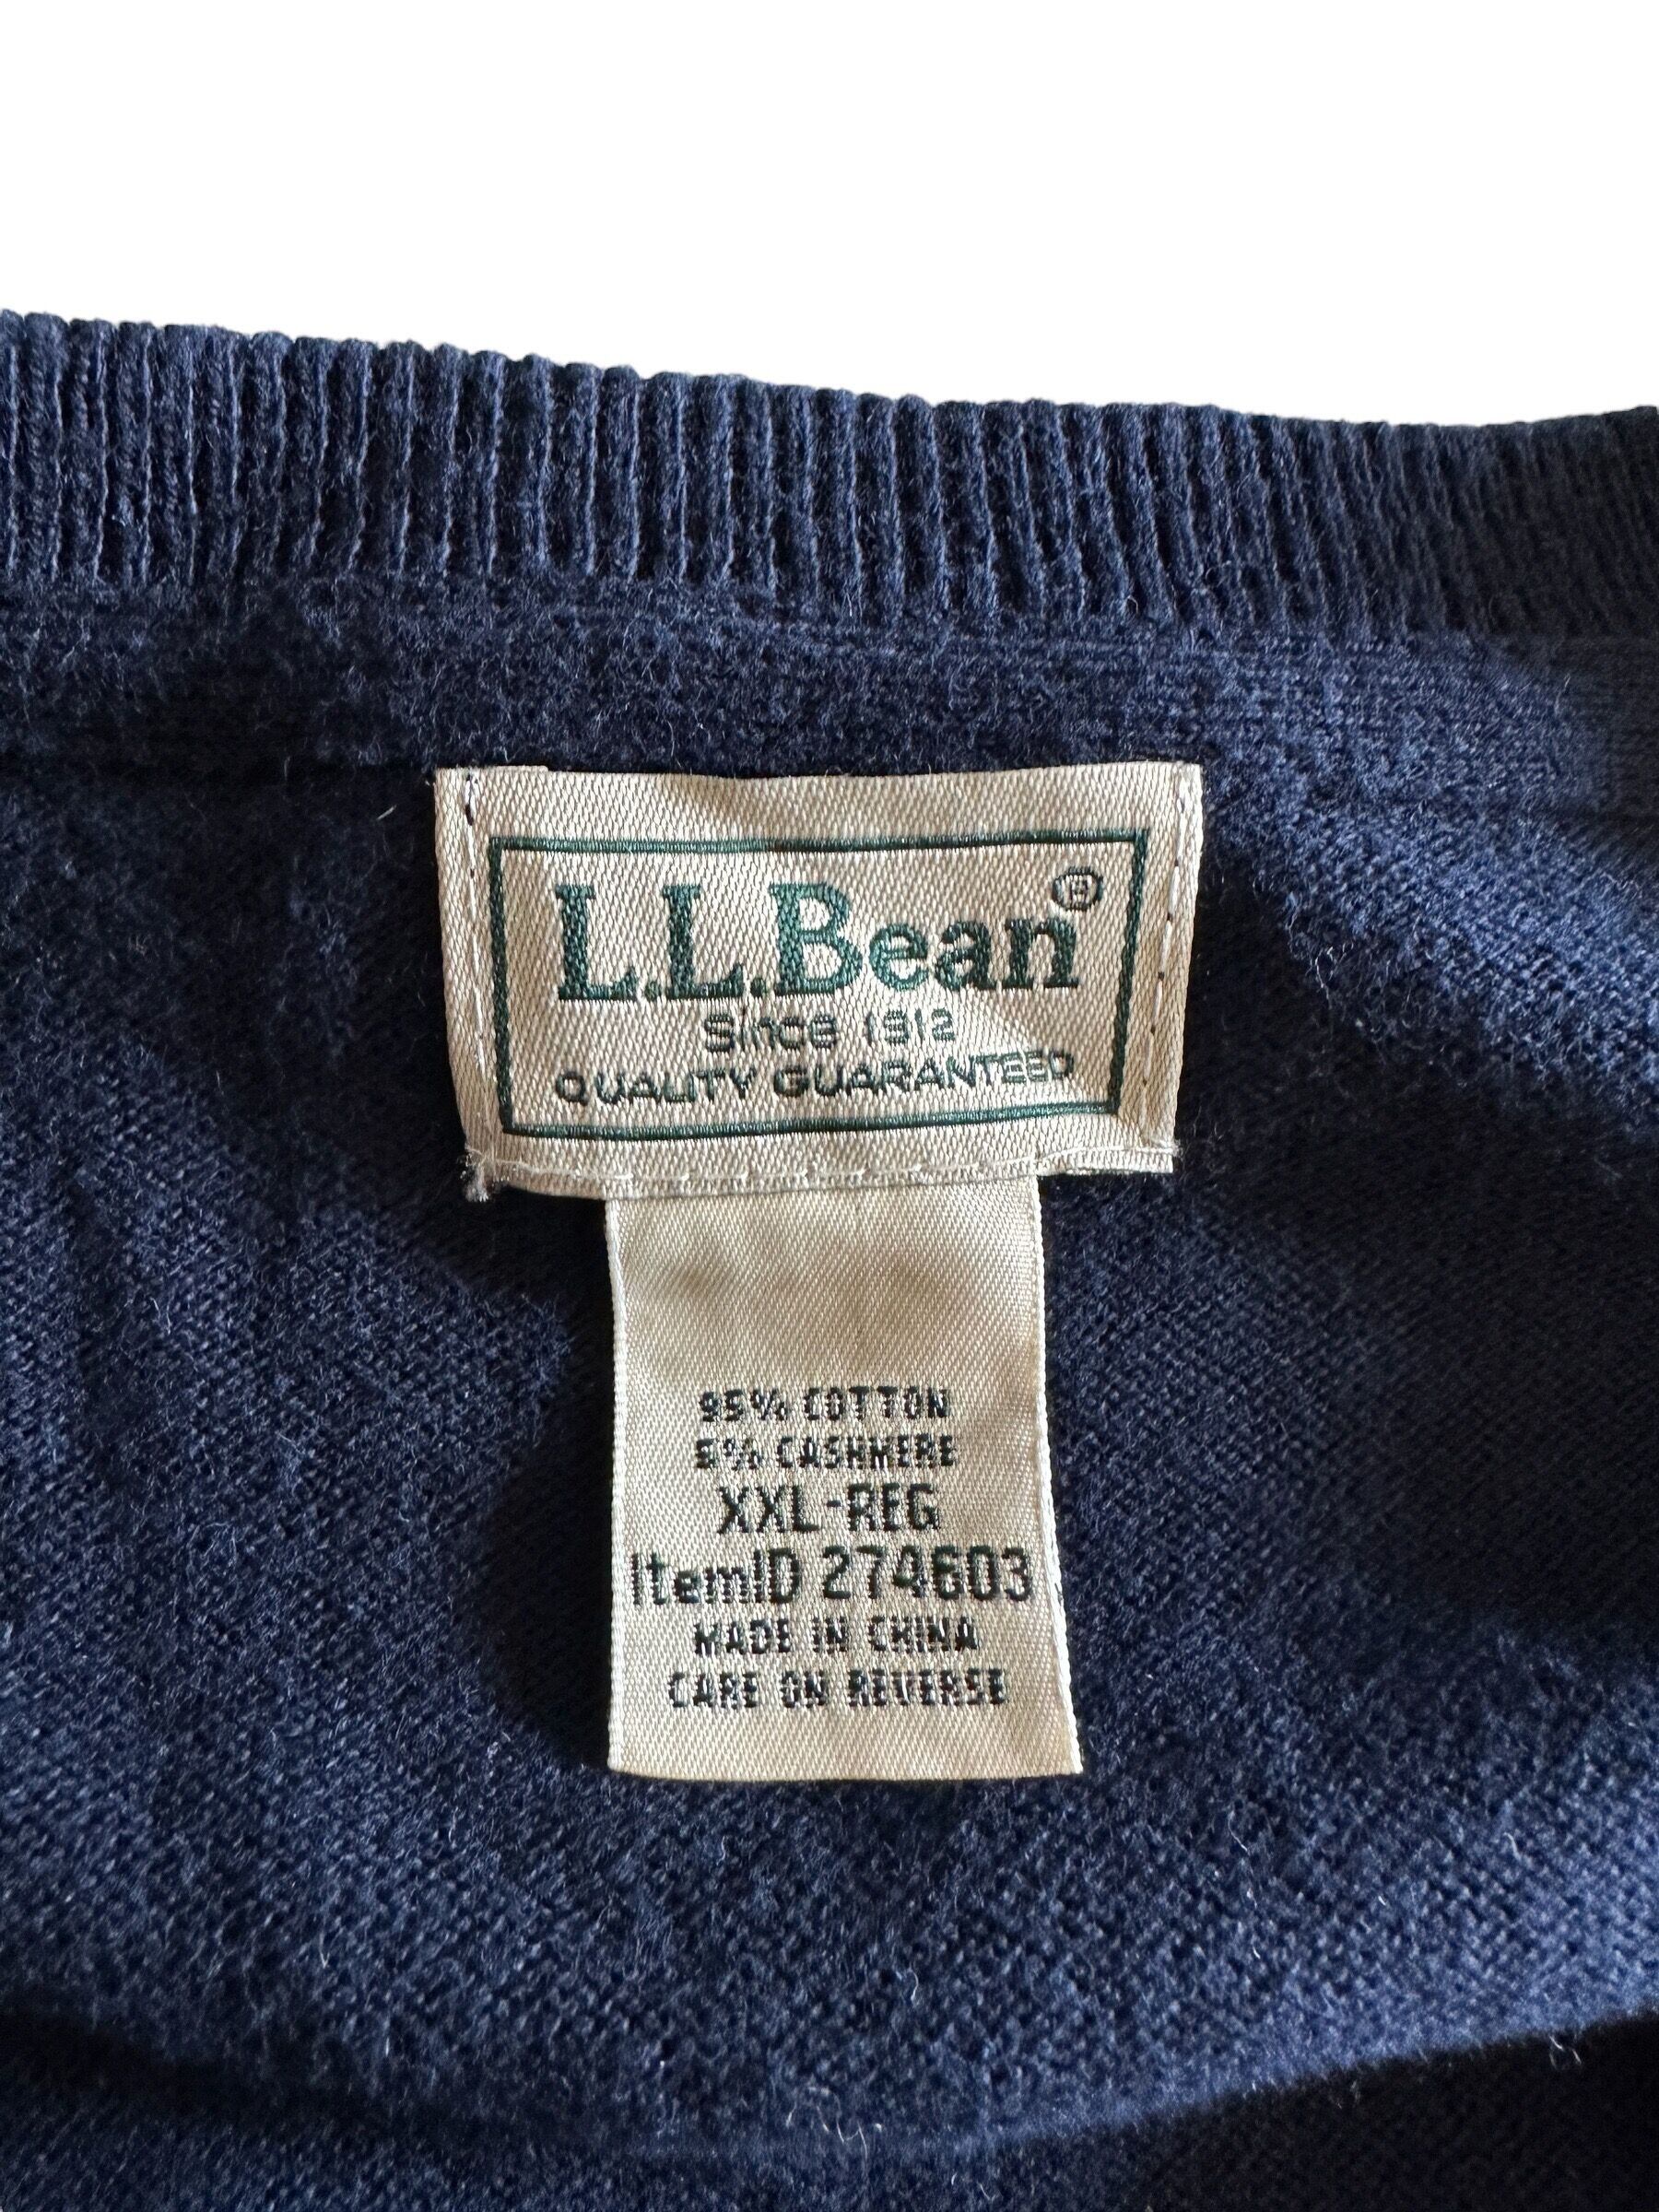 L.L.Bean®
Since 1912
QUALITY GUARANTEED
95% COTTON
5% CASHMERE
XXL-REG
ItemID 274603
MADE IN CHINA
CARE ON REVERSE